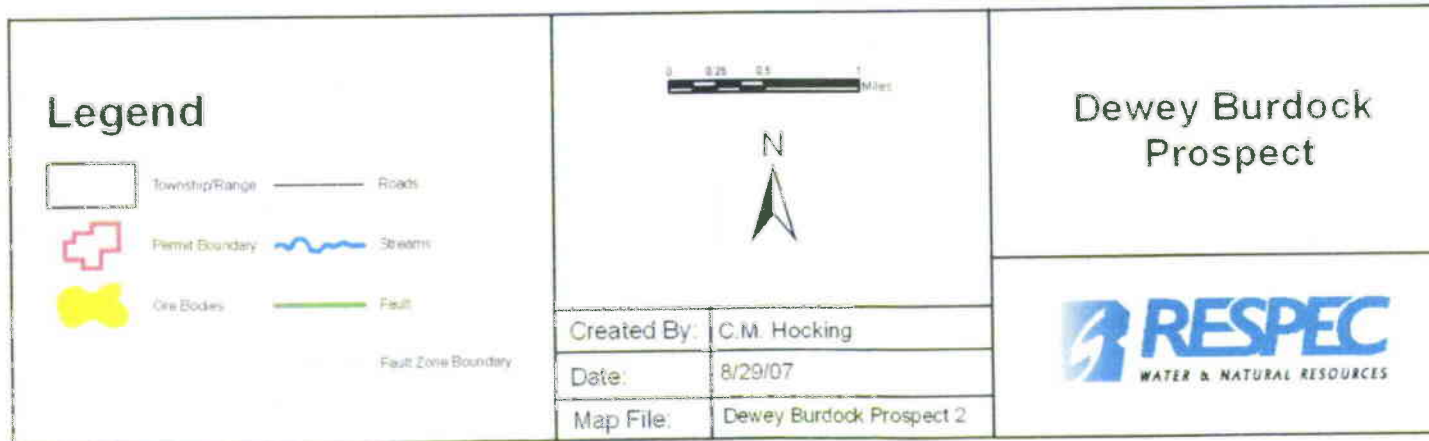 Legend
Township/Range
Roads
Permit Boundary
Streams
Ore Bodies
Fault
Fault Zone Boundary
0 0.25 0.5 1
Miles
N
Created By: C.M. Hocking
Date: 8/29/07
Map File: Dewey Burdock Prospect 2
Dewey Burdock
Prospect
RESPEC
WATER & NATURAL RESOURCES